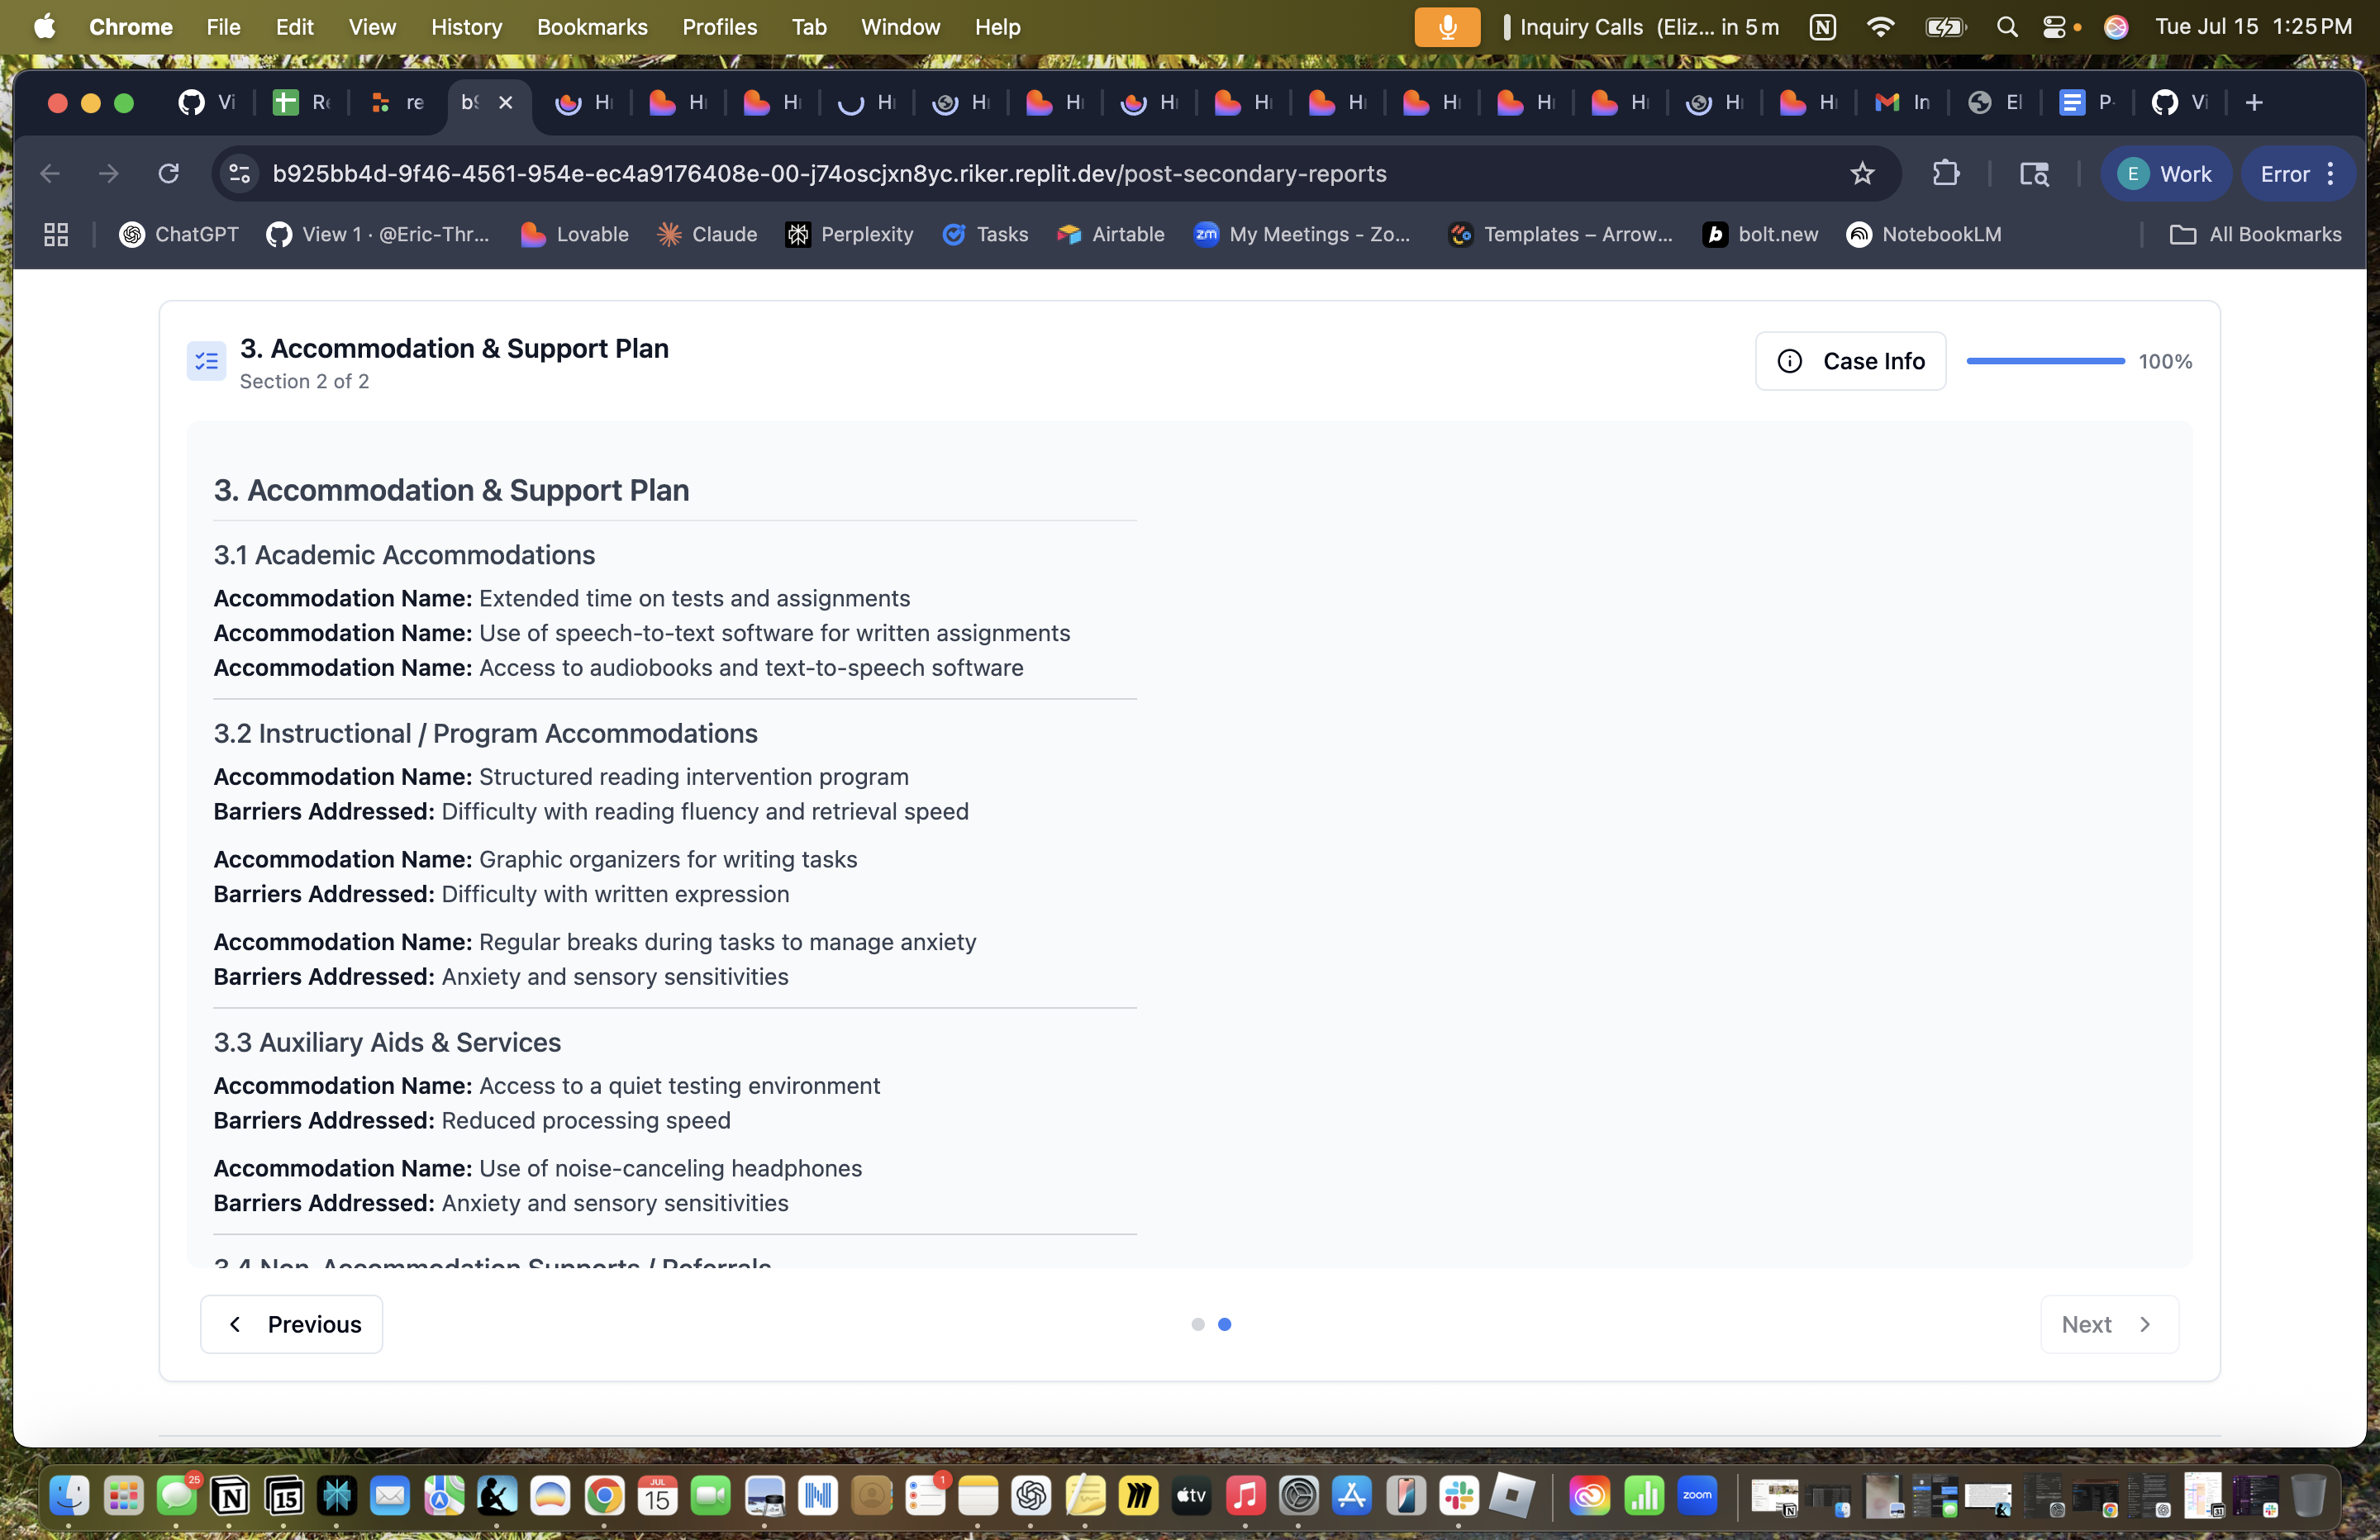 Chrome File Edit View History Bookmarks Profiles Tab Window Help
Inquiry Calls (Eliz... in 5 m
Tue Jul 15 1:25 PM
b925bb4d-9f46-4561-954e-ec4a9176408e-00-j74oscjxn8yc.riker.replit.dev/post-secondary-reports
E Work
Error
ChatGPT
View 1 · @Eric-Thr...
Lovable
Claude
Perplexity
Tasks
Airtable
My Meetings - Zo...
Templates – Arrow...
bolt.new
NotebookLM
All Bookmarks
3. Accommodation & Support Plan
Section 2 of 2
Case Info
100%
3. Accommodation & Support Plan
3.1 Academic Accommodations
Accommodation Name: Extended time on tests and assignments
Accommodation Name: Use of speech-to-text software for written assignments
Accommodation Name: Access to audiobooks and text-to-speech software
3.2 Instructional / Program Accommodations
Accommodation Name: Structured reading intervention program
Barriers Addressed: Difficulty with reading fluency and retrieval speed
Accommodation Name: Graphic organizers for writing tasks
Barriers Addressed: Difficulty with written expression
Accommodation Name: Regular breaks during tasks to manage anxiety
Barriers Addressed: Anxiety and sensory sensitivities
3.3 Auxiliary Aids & Services
Accommodation Name: Access to a quiet testing environment
Barriers Addressed: Reduced processing speed
Accommodation Name: Use of noise-canceling headphones
Barriers Addressed: Anxiety and sensory sensitivities
3.4 Non-Accommodation Supports / Referrals
Previous
Next
25
15
JUL
15
1
tv
zoom